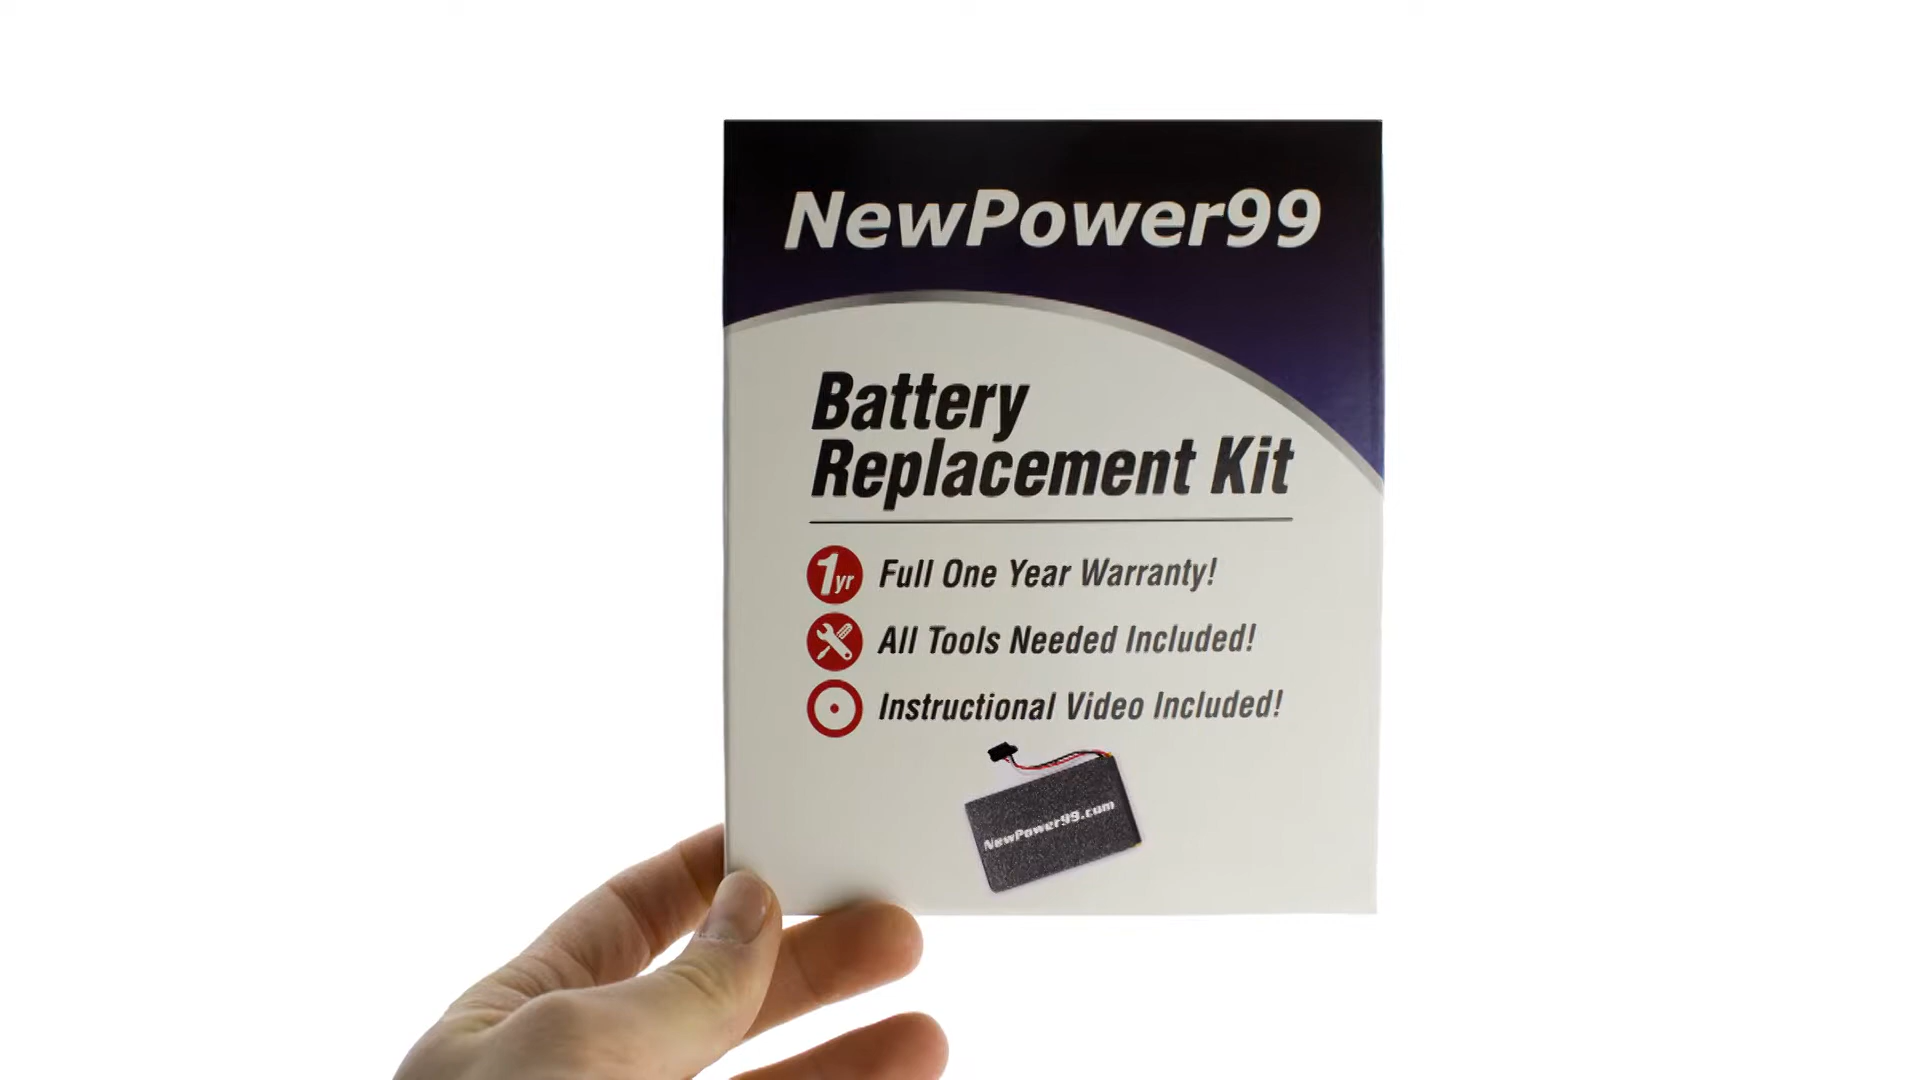 NewPower99
Battery
Replacement Kit
1yr Full One Year Warranty!
All Tools Needed Included!
Instructional Video Included!
NewPower99.com